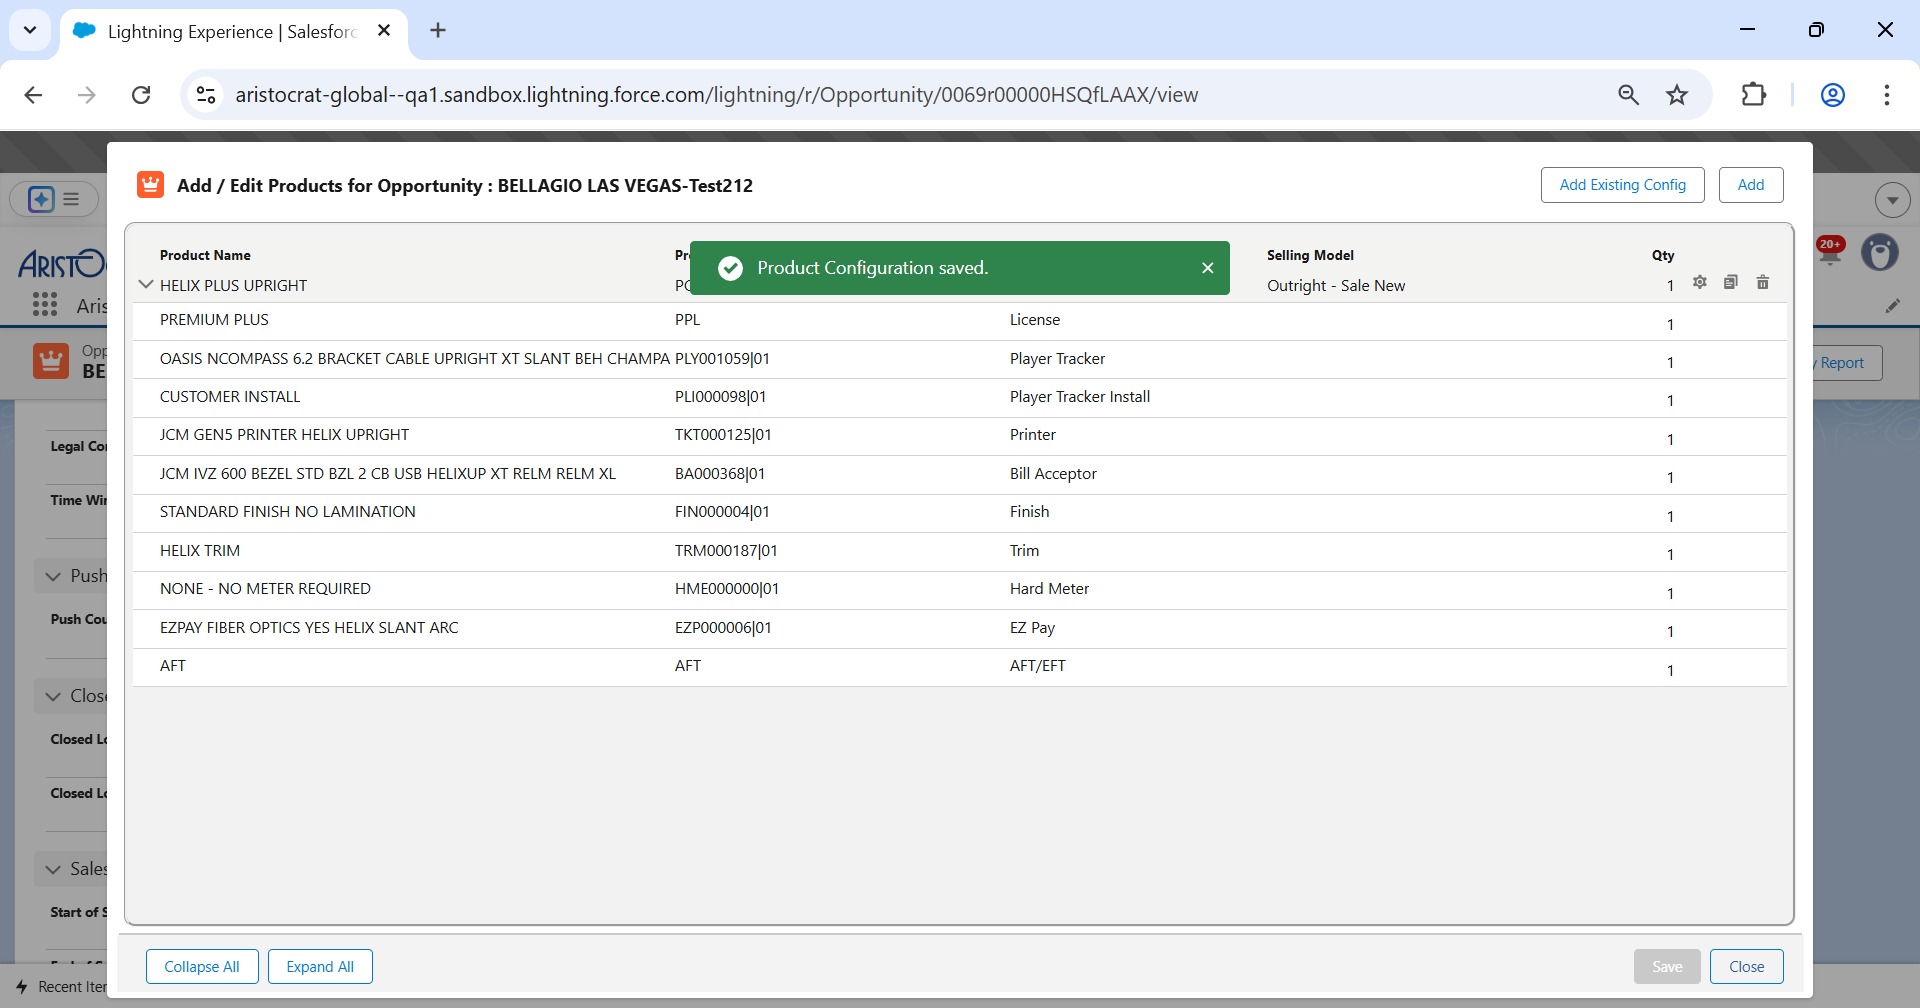 Lightning Experience | Salesforc
aristocrat-global--qa1.sandbox.lightning.force.com/lightning/r/Opportunity/0069r00000HSQfLAAX/view
Add / Edit Products for Opportunity : BELLAGIO LAS VEGAS-Test212
Add Existing Config
Add
Product Name
Pr
Selling Model
Qty
Product Configuration saved.
HELIX PLUS UPRIGHT
Outright - Sale New
1
PREMIUM PLUS PPL License 1
OASIS NCOMPASS 6.2 BRACKET CABLE UPRIGHT XT SLANT BEH CHAMPA PLY001059|01 Player Tracker 1
CUSTOMER INSTALL PLI000098|01 Player Tracker Install 1
JCM GEN5 PRINTER HELIX UPRIGHT TKT000125|01 Printer 1
JCM IVZ 600 BEZEL STD BZL 2 CB USB HELIXUP XT RELM RELM XL BA000368|01 Bill Acceptor 1
STANDARD FINISH NO LAMINATION FIN000004|01 Finish 1
HELIX TRIM TRM000187|01 Trim 1
NONE - NO METER REQUIRED HME000000|01 Hard Meter 1
EZPAY FIBER OPTICS YES HELIX SLANT ARC EZP000006|01 EZ Pay 1
AFT AFT AFT/EFT 1
Collapse All
Expand All
Save
Close
ARISTO
Aris
20+
Opp
BE
y Report
Legal Co
Time Wi
Push
Push Cou
Close
Closed Lo
Closed Lo
Sales
Start of S
Recent Iter